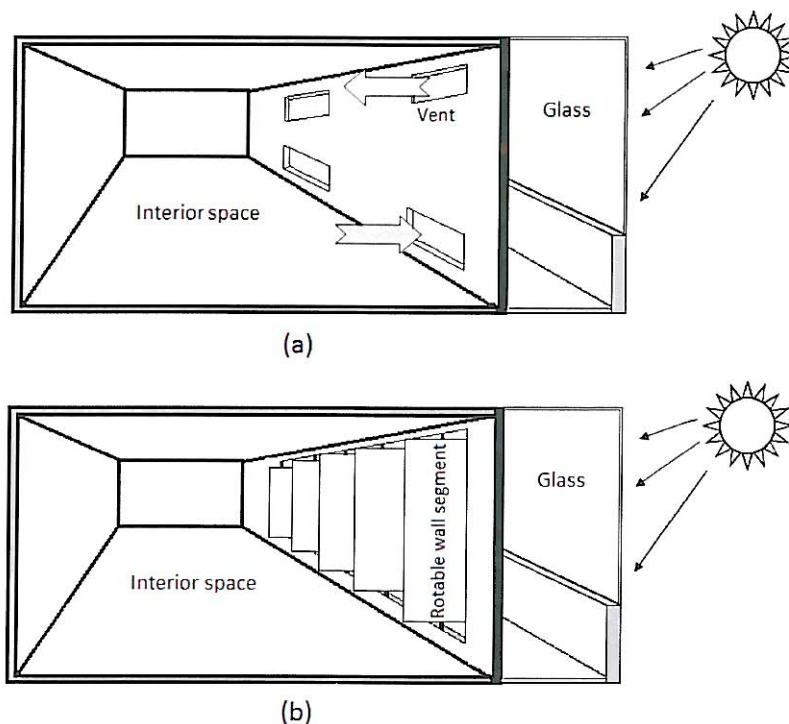 Vent
Glass
Interior space
(a)
Glass
Rotable wall segment
Interior space
(b)